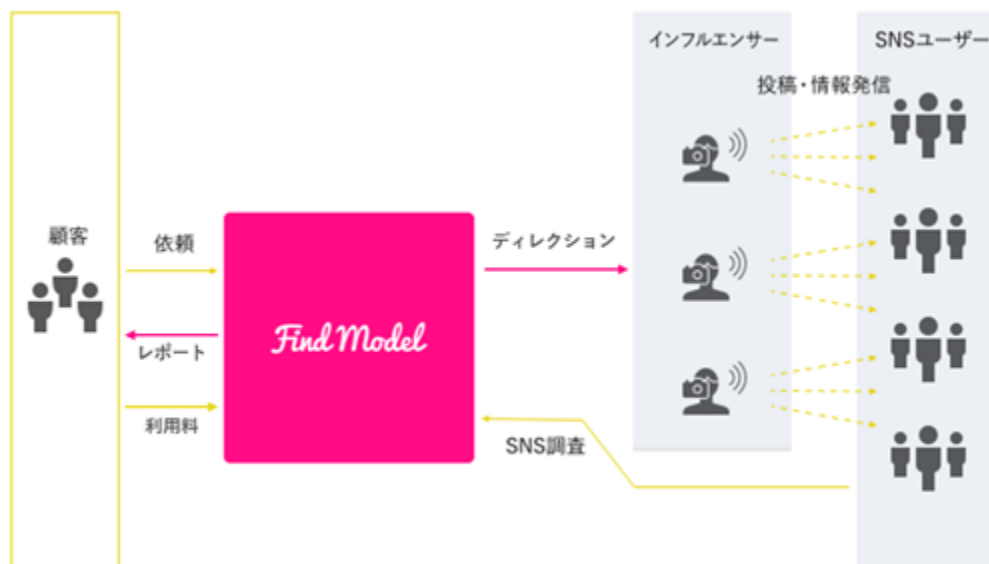 インフルエンサー
SNSユーザー
投稿・情報発信
顧客
依頼
ディレクション
Find Model
レポート
利用料
SNS調査